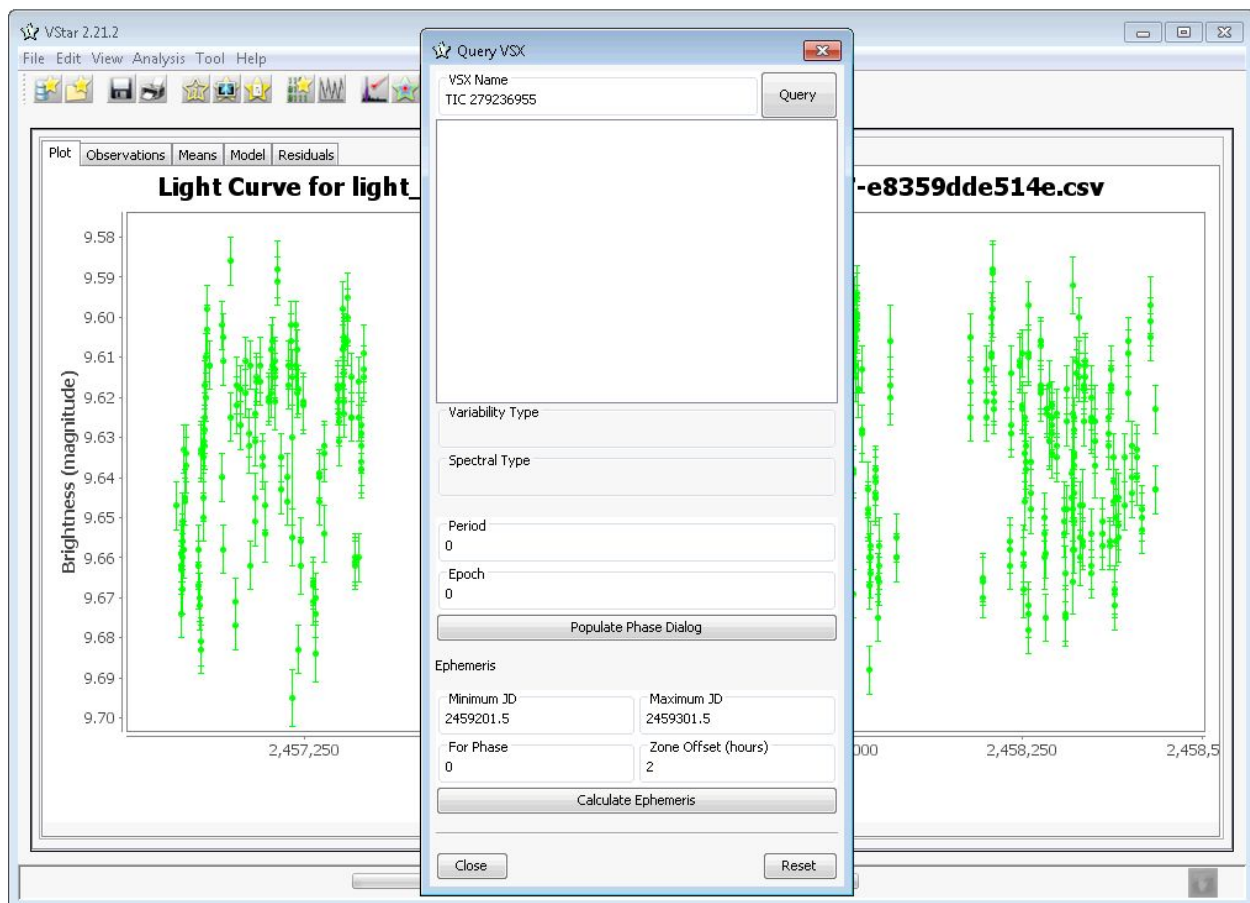 VStar 2.21.2
File Edit View Analysis Tool Help
Plot Observations Means Model Residuals
Light Curve for light_
7-e8359dde514e.csv
Brightness (magnitude)
9.58
9.59
9.60
9.61
9.62
9.63
9.64
9.65
9.66
9.67
9.68
9.69
9.70
2,457,250
000
2,458,250
2,458,5
Query VSX
VSX Name
TIC 279236955
Query
Variability Type
Spectral Type
Period
0
Epoch
0
Populate Phase Dialog
Ephemeris
Minimum JD
2459201.5
Maximum JD
2459301.5
For Phase
0
Zone Offset (hours)
2
Calculate Ephemeris
Close
Reset